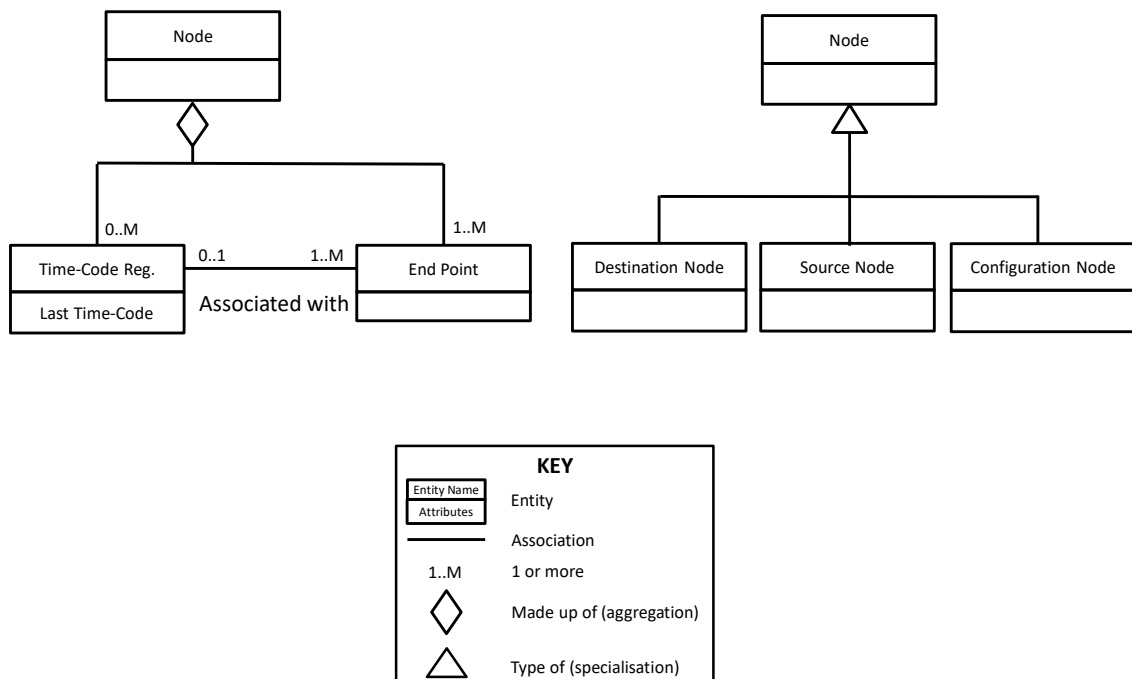 Node
0..M
1..M
Time-Code Reg.
Last Time-Code
0..1
1..M
Associated with
End Point
Node
Destination Node
Source Node
Configuration Node
KEY
Entity Name
Attributes
Entity
Association
1..M
1 or more
Made up of (aggregation)
Type of (specialisation)